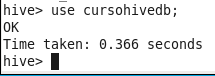 hive> use cursohivedb;
OK
Time taken: 0.366 seconds
hive>